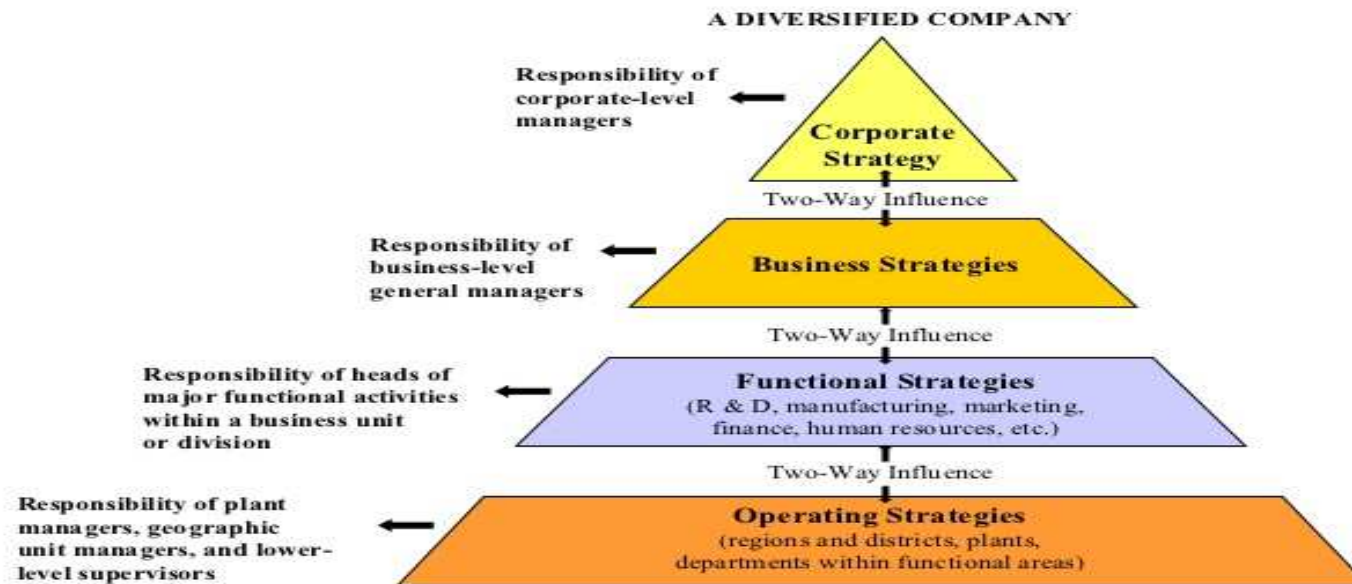 A DIVERSIFIED COMPANY
Responsibility of
corporate-level
managers
Corporate
Strategy
Two-Way Influence
Responsibility of
business-level
general managers
Business Strategies
Two-Way Influence
Responsibility of heads of
major functional activities
within a business unit
or division
Functional Strategies
(R & D, manufacturing, marketing,
finance, human resources, etc.)
Two-Way Influence
Responsibility of plant
managers, geographic
unit managers, and lower-
level supervisors
Operating Strategies
(regions and districts, plants,
departments within functional areas)